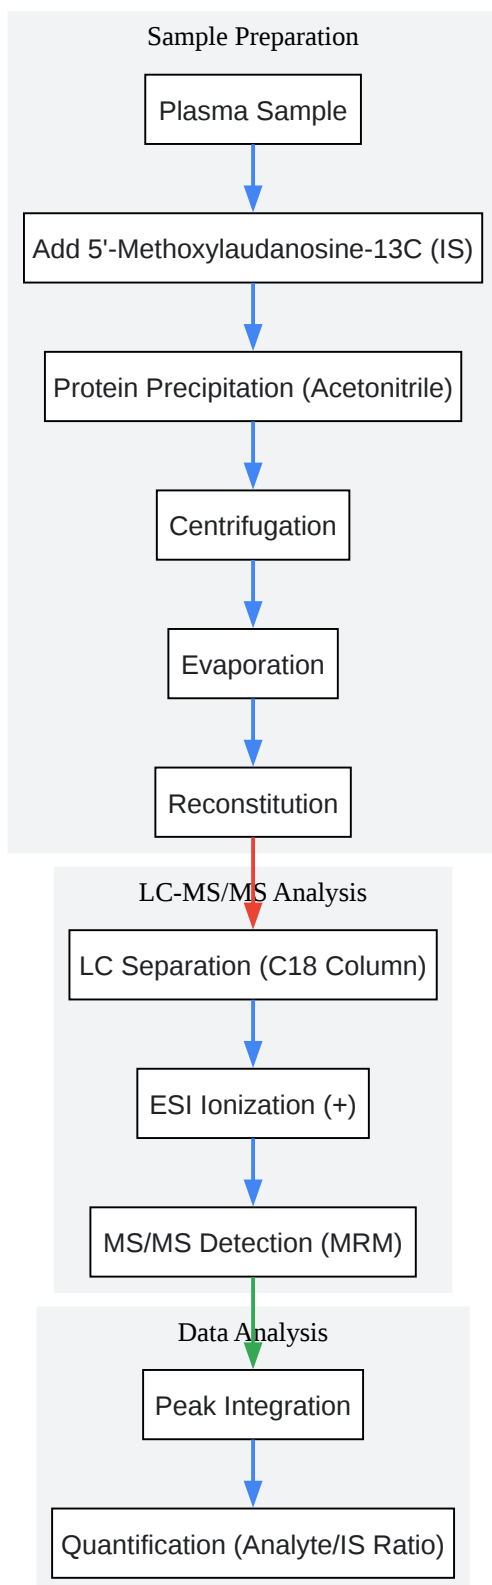 Sample Preparation
Plasma Sample
Add 5'-Methoxylaudanosine-13C (IS)
Protein Precipitation (Acetonitrile)
Centrifugation
Evaporation
Reconstitution
LC-MS/MS Analysis
LC Separation (C18 Column)
ESI Ionization (+)
MS/MS Detection (MRM)
Data Analysis
Peak Integration
Quantification (Analyte/IS Ratio)